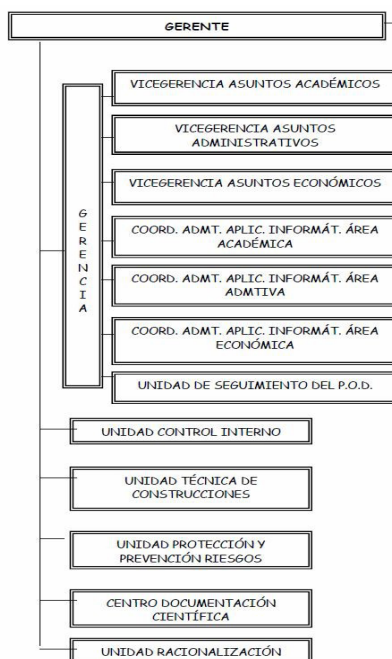 GERENTE
GERENCIA
VICEGERENCIA ASUNTOS ACADÉMICOS
VICEGERENCIA ASUNTOS
ADMINISTRATIVOS
VICEGERENCIA ASUNTOS ECONÓMICOS
COORD. ADMT. APLIC. INFORMÁT. ÁREA
ACADÉMICA
COORD. ADMT. APLIC. INFORMÁT. ÁREA
ADMTIVA
COORD. ADMT. APLIC. INFORMÁT. ÁREA
ECONÓMICA
UNIDAD DE SEGUIMIENTO DEL P.O.D.
UNIDAD CONTROL INTERNO
UNIDAD TÉCNICA DE
CONSTRUCCIONES
UNIDAD PROTECCIÓN Y
PREVENCIÓN RIESGOS
CENTRO DOCUMENTACIÓN
CIENTÍFICA
UNIDAD RACIONALIZACIÓN